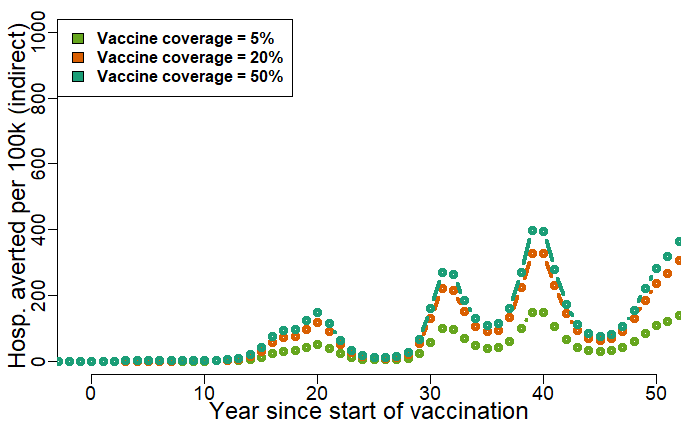 Hosp. averted per 100k (indirect)
1000
800
600
400
200
0
Vaccine coverage = 5%
Vaccine coverage = 20%
Vaccine coverage = 50%
0 10 20 30 40 50
Year since start of vaccination